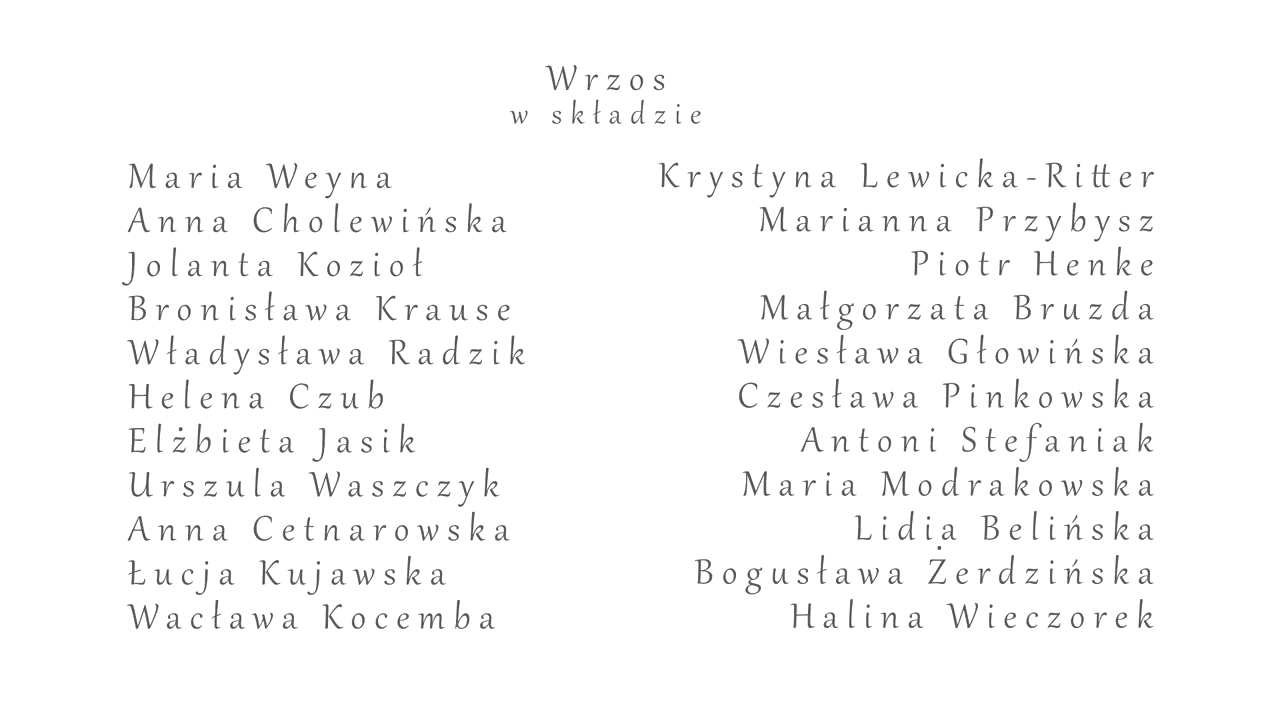 Wrzos
w składzie
Maria Weyna
Anna Cholewińska
Jolanta Kozioł
Bronisława Krause
Władysława Radzik
Helena Czub
Elżbieta Jasik
Urszula Waszczyk
Anna Cetnarowska
Łucja Kujawska
Wacława Kocemba
Krystyna Lewicka-Ritter
Marianna Przybysz
Piotr Henke
Małgorzata Bruzda
Wiesława Głowińska
Czesława Pinkowska
Antoni Stefaniak
Maria Modrakowska
Lidia Belińska
Bogusława Żerdzińska
Halina Wieczorek